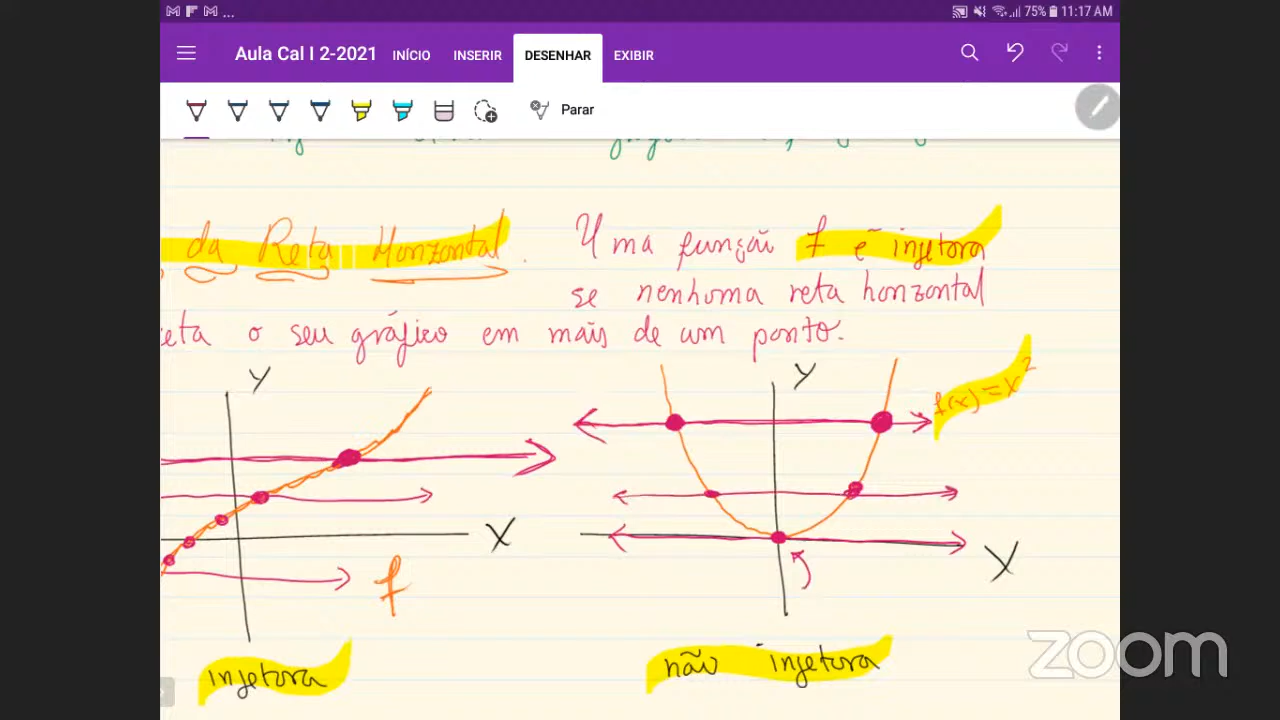 75% 11:17 AM
Aula Cal I 2-2021 INÍCIO INSERIR DESENHAR EXIBIR
Parar
da Reta Horizontal. Uma função f é injetora
se nenhuma reta horizontal
eta o seu gráfico em mais de um ponto.
y y f(x)=x²
X X
f
injetora não injetora
zoom